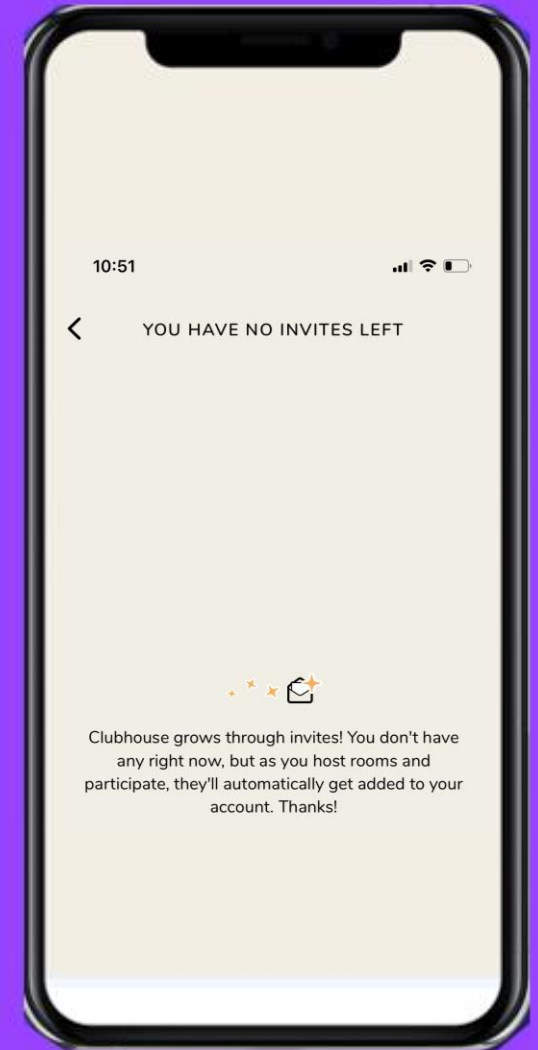 10:51
YOU HAVE NO INVITES LEFT
Clubhouse grows through invites! You don't have
any right now, but as you host rooms and
participate, they'll automatically get added to your
account. Thanks!